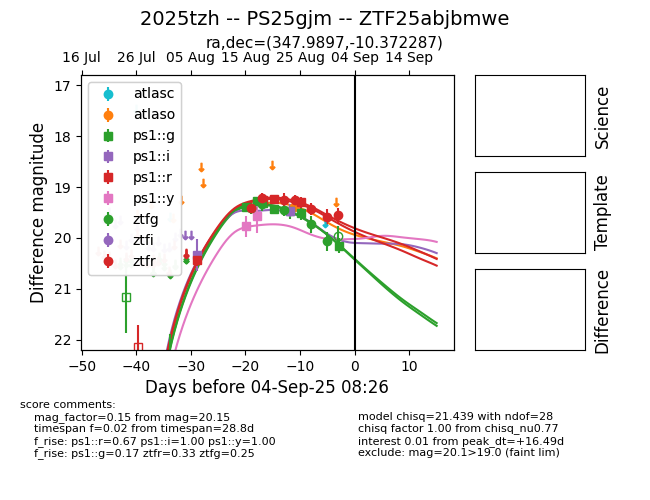 2025tzh -- PS25gjm -- ZTF25abjbmwe
ra,dec=(347.9897,-10.372287)
16 Jul 26 Jul 05 Aug 15 Aug 25 Aug 04 Sep 14 Sep
17
18
19
20
21
22
Difference magnitude
atlasc
atlaso
ps1::g
ps1::i
ps1::r
ps1::y
ztfg
ztfi
ztfr
−50 −40 −30 −20 −10 0 10
Days before 04-Sep-25 08:26
Science
Template
Difference
score comments:
mag_factor=0.15 from mag=20.15
timespan f=0.02 from timespan=28.8d
f_rise: ps1::r=0.67 ps1::i=1.00 ps1::y=1.00
f_rise: ps1::g=0.17 ztfr=0.33 ztfg=0.25
model chisq=21.439 with ndof=28
chisq factor 1.00 from chisq_nu0.77
interest 0.01 from peak_dt=+16.49d
exclude: mag=20.1>19.0 (faint lim)